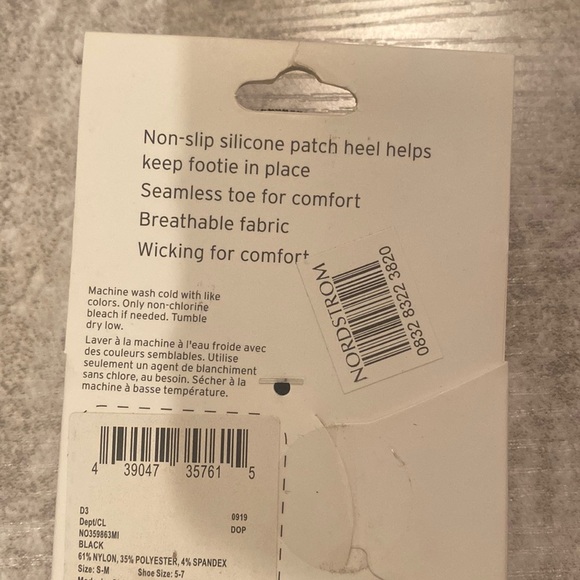 Non-slip silicone patch heel helps
keep footie in place
Seamless toe for comfort
Breathable fabric
Wicking for comfort
NORDSTROM
0832 8322 3820
Machine wash cold with like
colors. Only non-chlorine
bleach if needed. Tumble
dry low.
Laver à la machine à l'eau froide avec
des couleurs semblables. Utilise
seulement un agent de blanchiment
sans chlore, au besoin. Sécher à la
machine à basse température.
4 39047 35761 5
D3 0919
Dept/CL DOP
NO359863MI
BLACK
61% NYLON, 35% POLYESTER, 4% SPANDEX
Size: S-M Shoe Size: 5-7